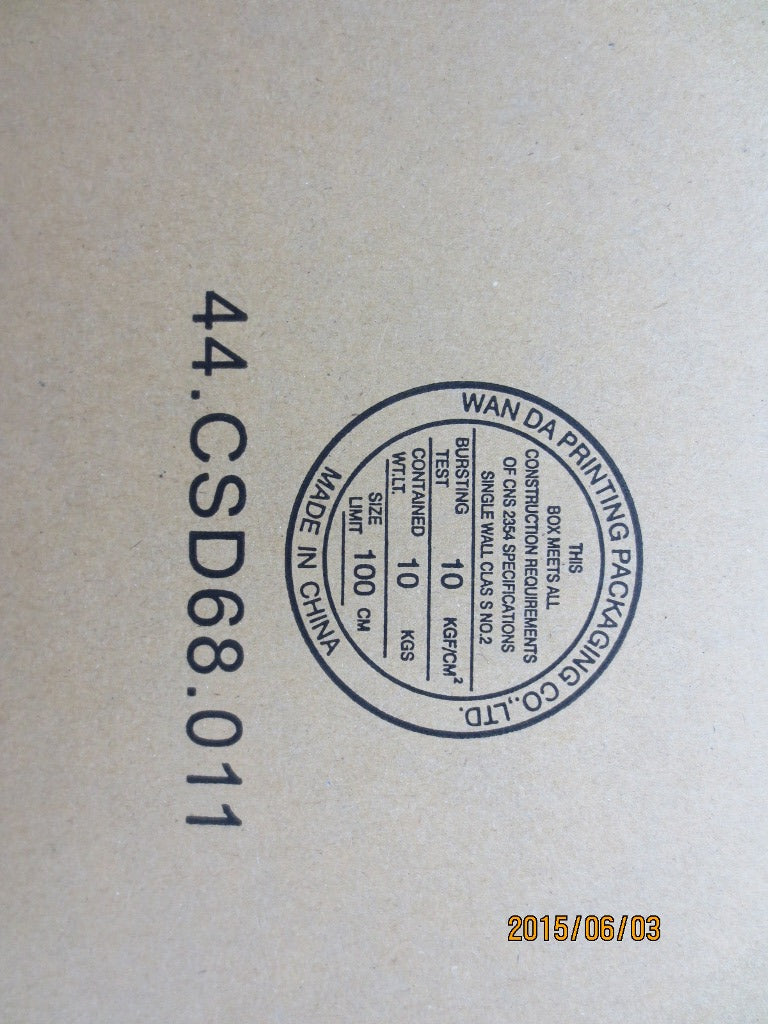 WAN DA PRINTING PACKAGING CO.,LTD.
THIS
BOX MEETS ALL
CONSTRUCTION REQUIREMENTS
OF CNS 2354 SPECIFICATIONS
SINGLE WALL CLAS S NO.2
BURSTING TEST 10 KGF/CM²
CONTAINED WT.LT. 10 KGS
SIZE LIMIT 100 CM
MADE IN CHINA
44.CSD68.011
2015/06/03